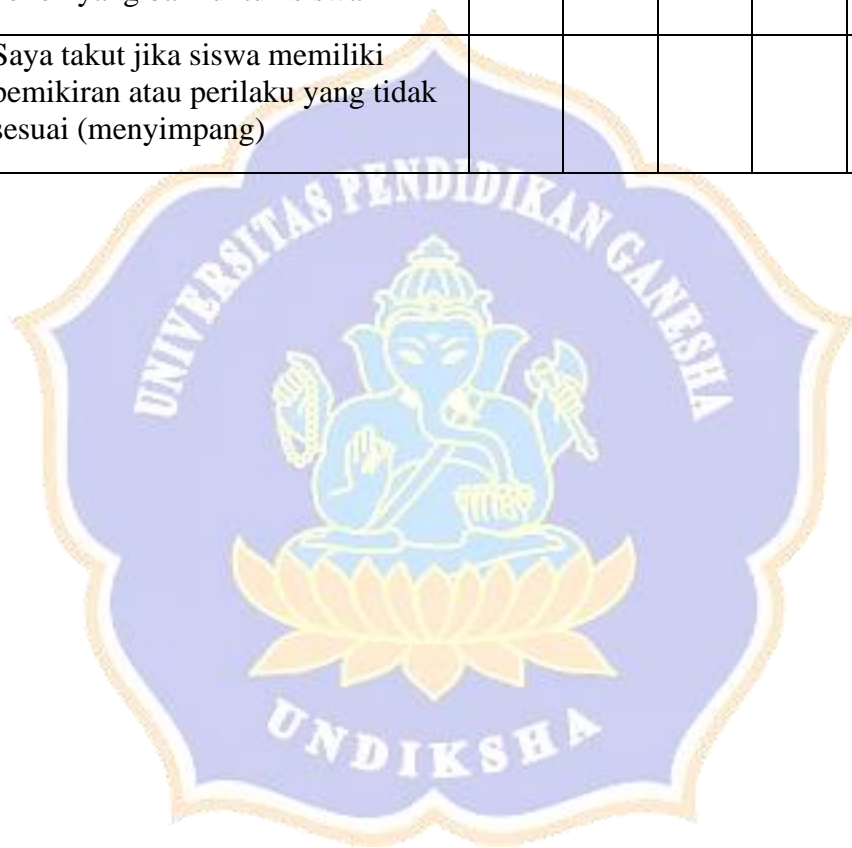 Saya takut jika siswa memiliki
pemikiran atau perilaku yang tidak
sesuai (menyimpang)
UNIVERSITAS PENDIDIKAN GANESHA
UNDIKSHA